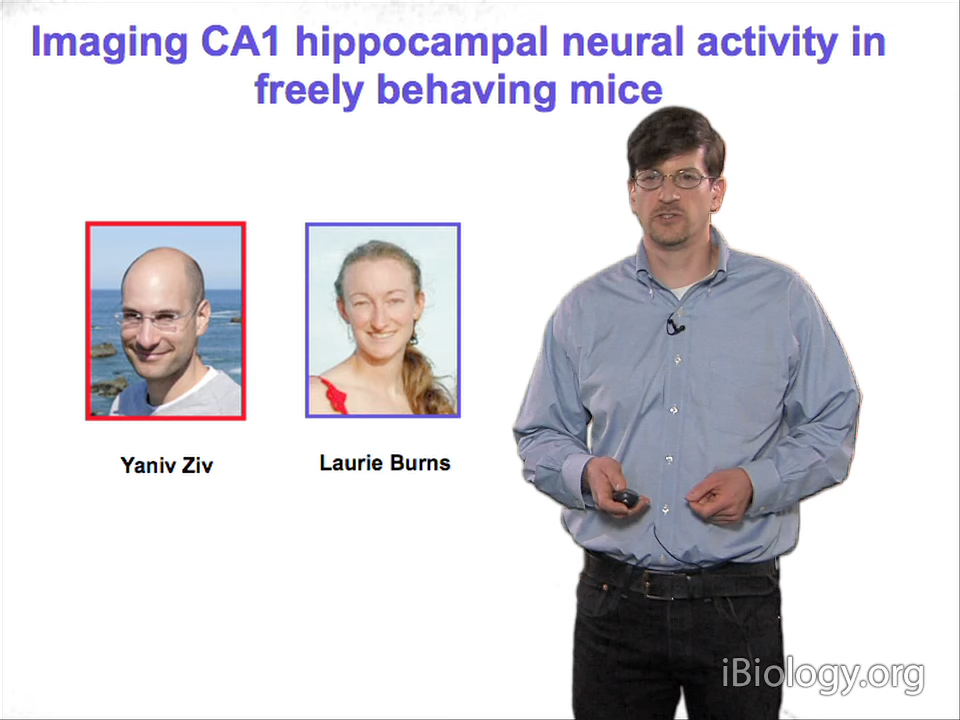 Imaging CA1 hippocampal neural activity in
freely behaving mice
Yaniv Ziv
Laurie Burns
iBiology.org